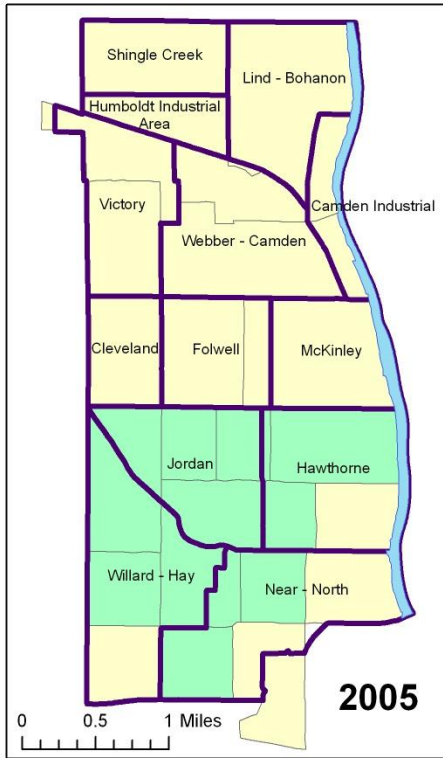 Shingle Creek
Lind - Bohanon
Humboldt Industrial
Area
Victory
Camden Industrial
Webber - Camden
Cleveland
Folwell
McKinley
Jordan
Hawthorne
Willard - Hay
Near - North
2005
0 0.5 1 Miles